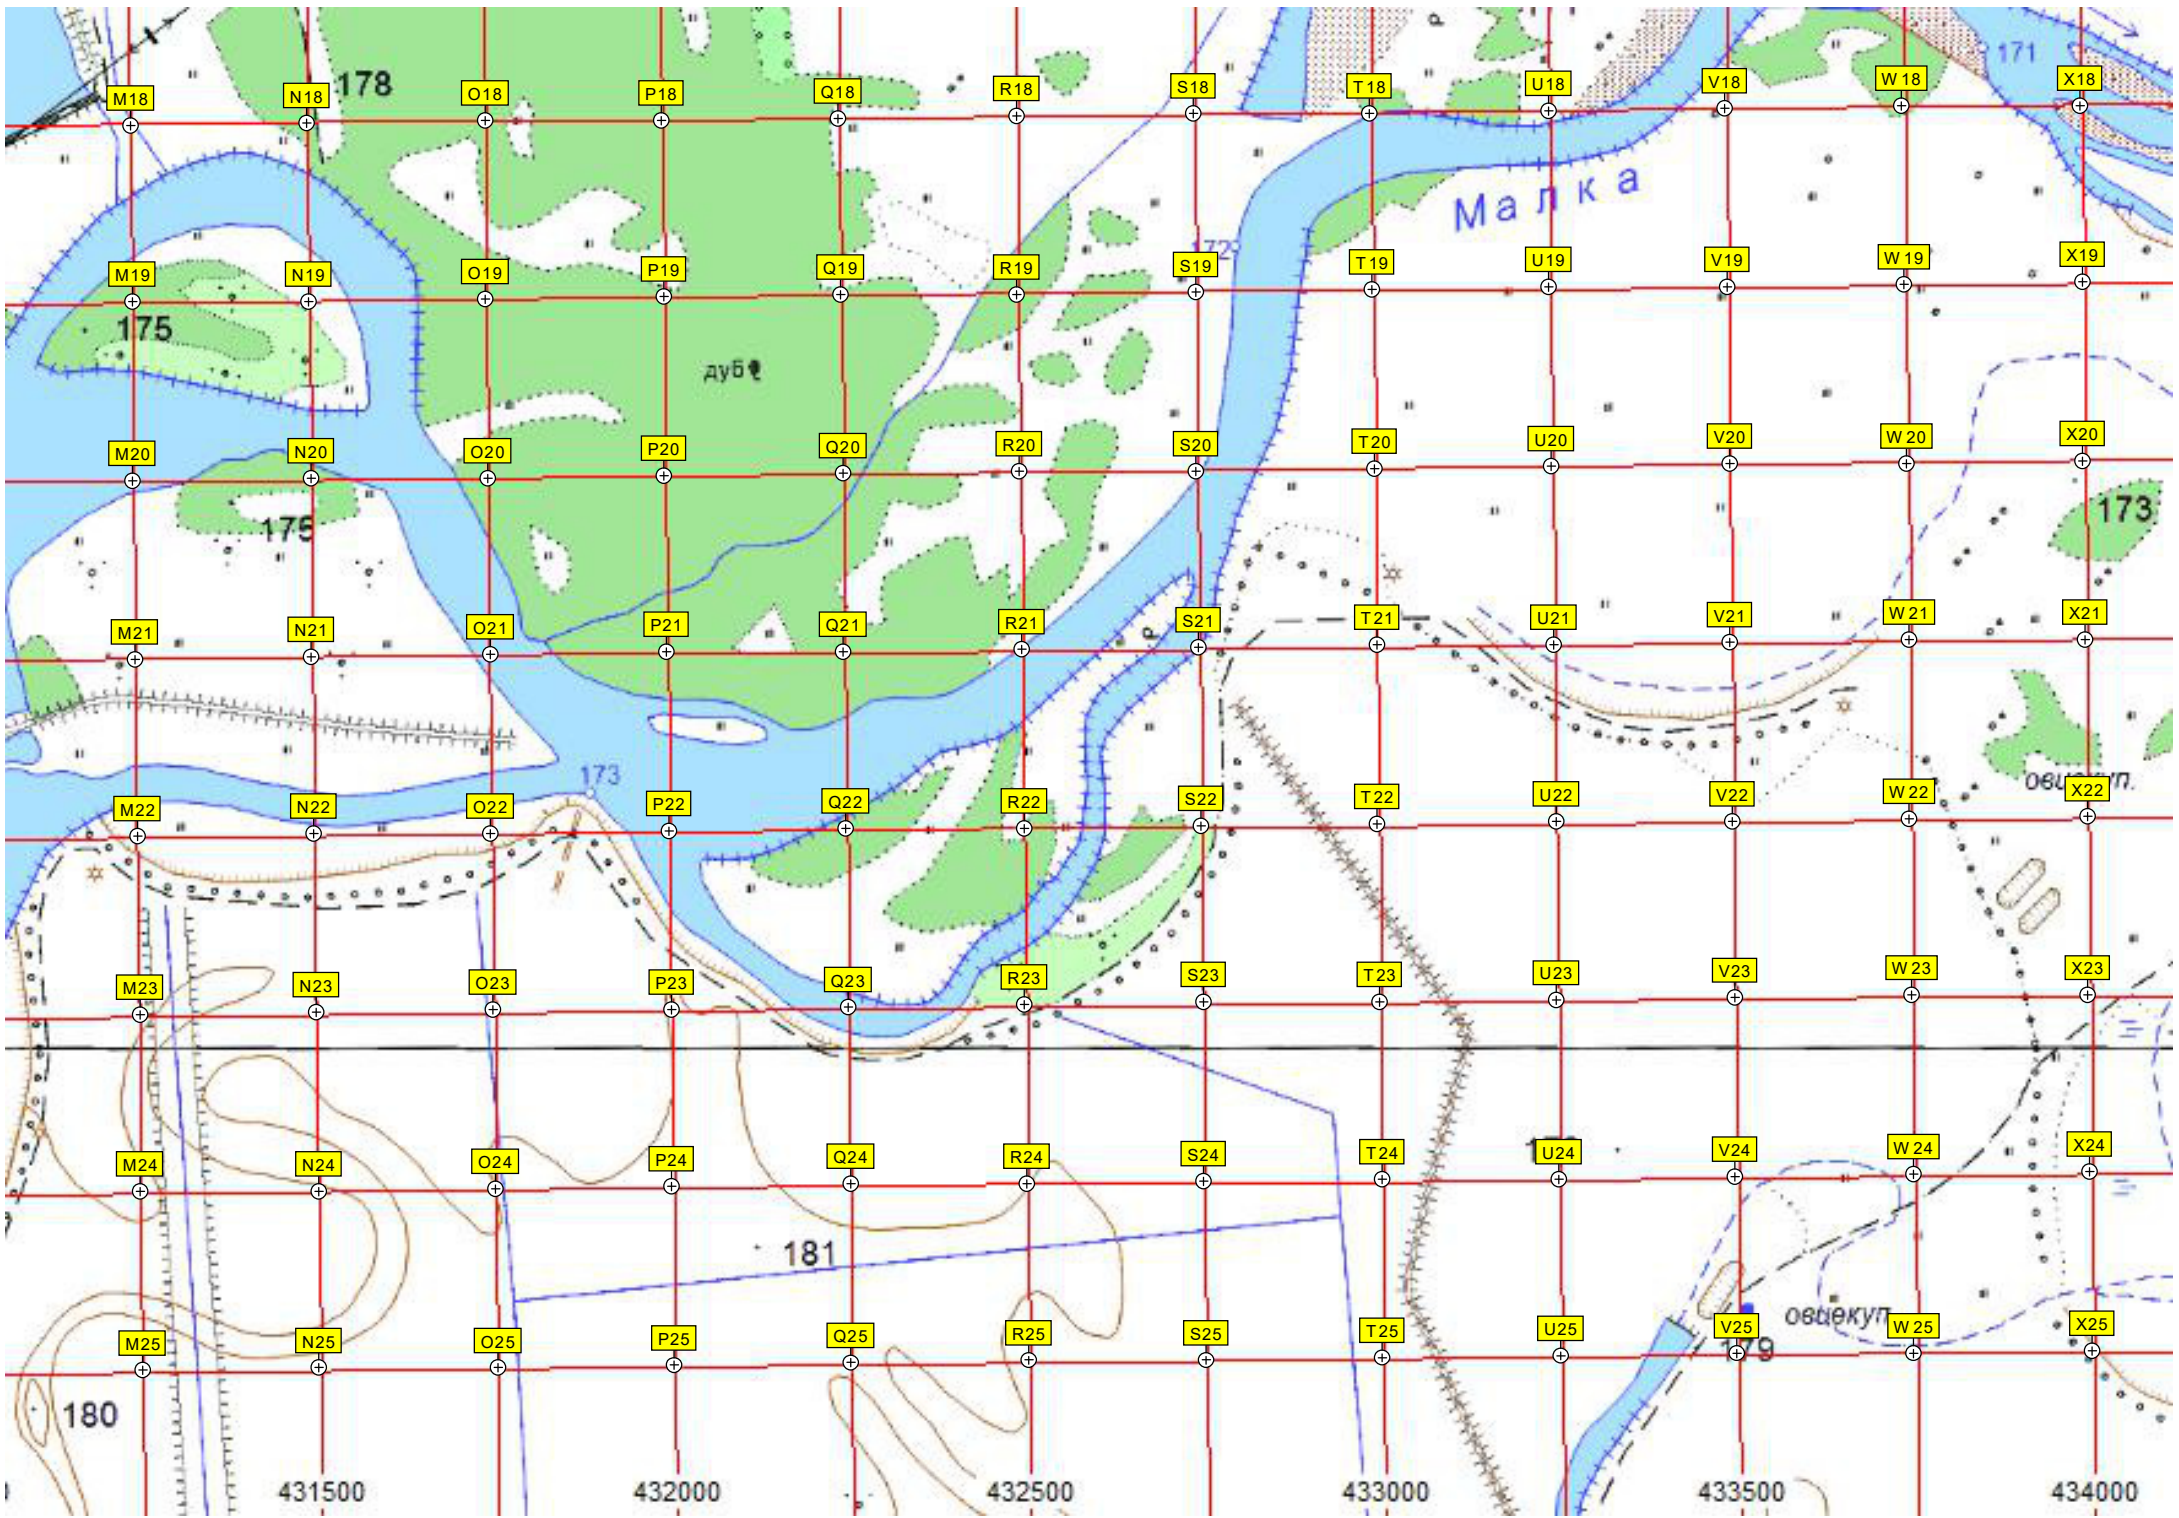 171
178
M18 N18 O18 P18 Q18 R18 S18 T18 U18 V18 W18 X18
Малка
172
M19 N19 O19 P19 Q19 R19 S19 T19 U19 V19 W19 X19
175
дуб
M20 N20 O20 P20 Q20 R20 S20 T20 U20 V20 W20 X20
175
173
M21 N21 O21 P21 Q21 R21 S21 T21 U21 V21 W21 X21
173
M22 N22 O22 P22 Q22 R22 S22 T22 U22 V22 W22 X22
M23 N23 O23 P23 Q23 R23 S23 T23 U23 V23 W23 X23
M24 N24 O24 P24 Q24 R24 S24 T24 U24 V24 W24 X24
181
M25 N25 O25 P25 Q25 R25 S25 T25 U25 V25 W25 X25
179
180
431500 432000 432500 433000 433500 434000